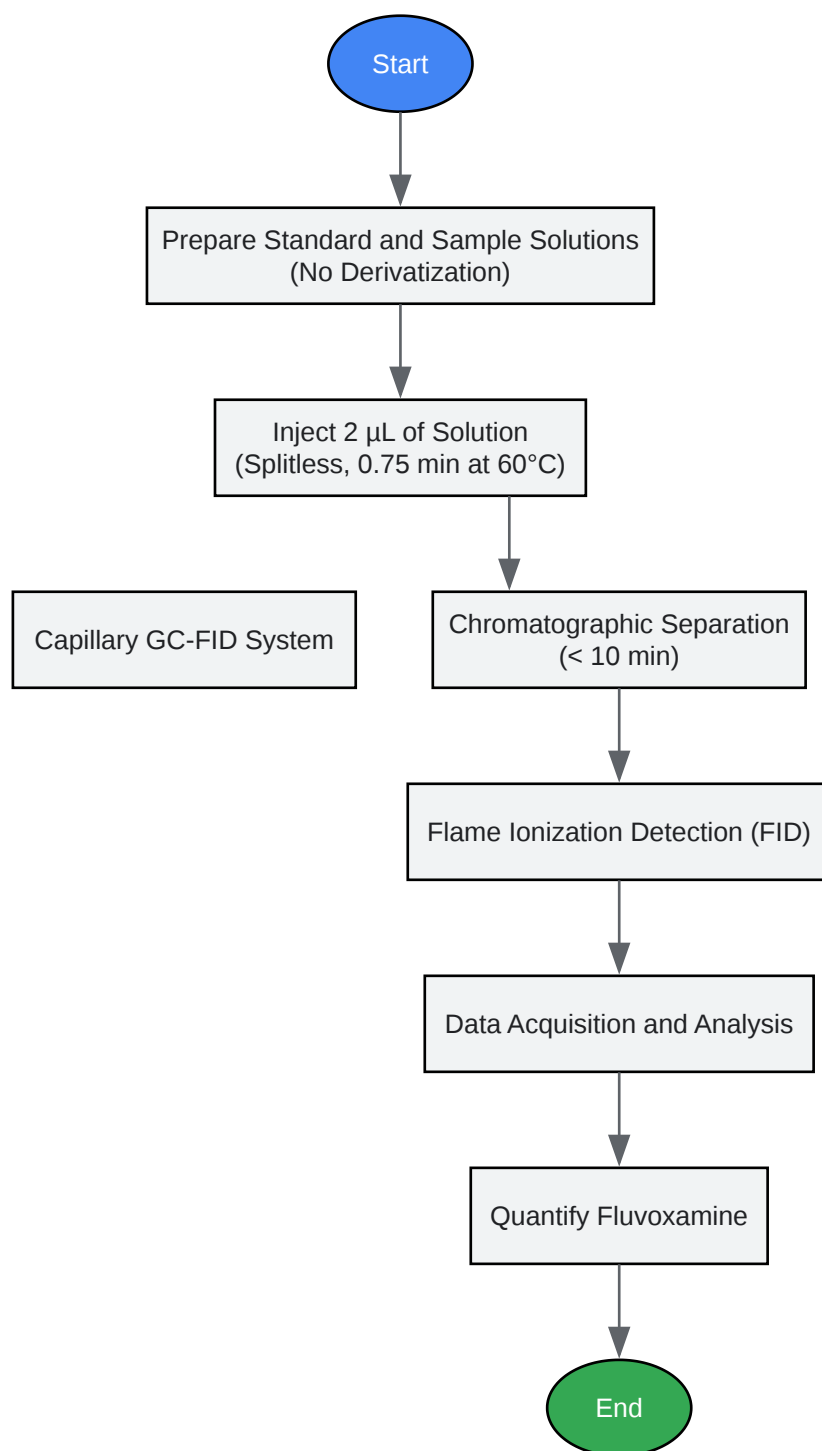 Start
Prepare Standard and Sample Solutions
(No Derivatization)
Inject 2 µL of Solution
(Splitless, 0.75 min at 60°C)
Capillary GC-FID System
Chromatographic Separation
(< 10 min)
Flame Ionization Detection (FID)
Data Acquisition and Analysis
Quantify Fluvoxamine
End